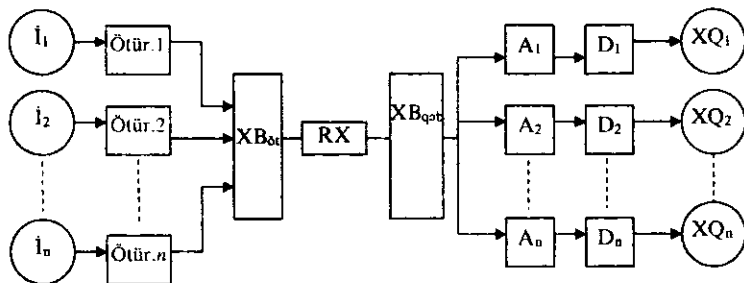 İ₁ Ötür.1 A₁ D₁ XQ₁
İ₂ Ötür.2 XBöt RX XBqəb A₂ D₂ XQ₂
İₙ Ötür.n Aₙ Dₙ XQₙ